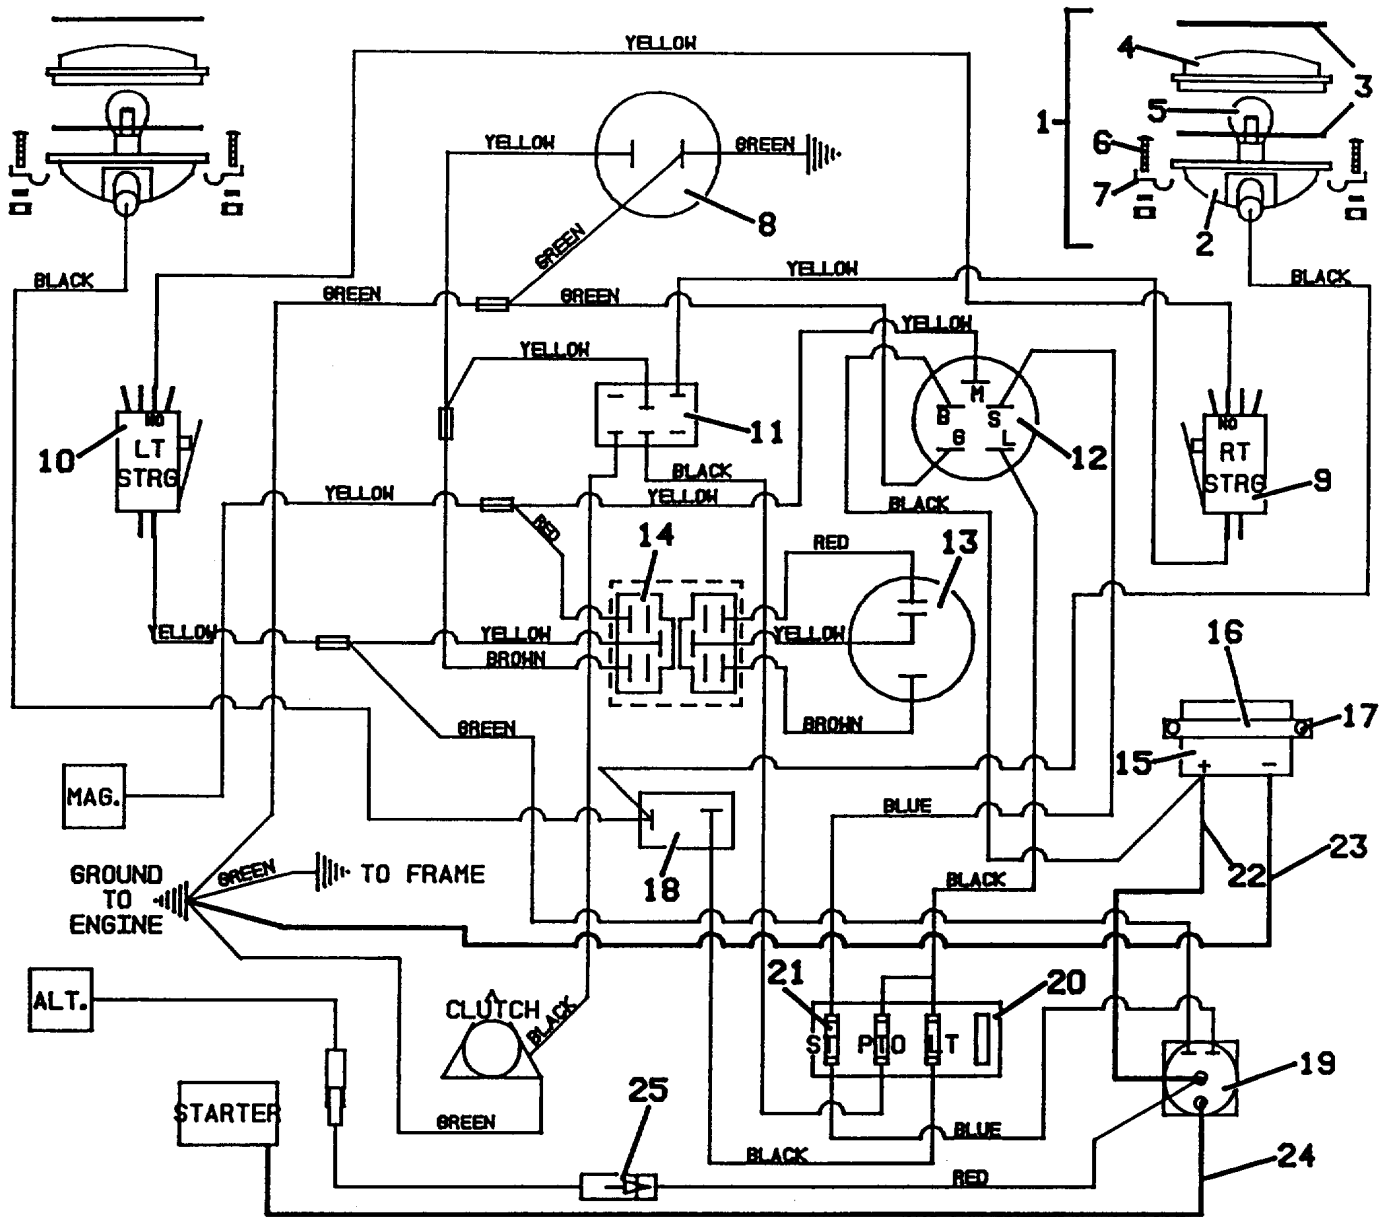 YELLOW
1
4
3
5
6
7
2
YELLOW
GREEN
8
GREEN
BLACK
YELLOW
BLACK
GREEN
GREEN
YELLOW
YELLOW
M
B S
G L
NO
LT
STRG
10
11
12
NO
RT
STRG
9
BLACK
YELLOW
YELLOW
BLACK
RED
14
RED
13
YELLOW
YELLOW
YELLOW
BROWN
16
17
GREEN
BROWN
15
+
-
MAG.
BLUE
18
22
23
GROUND
TO
ENGINE
GREEN
TO FRAME
BLACK
21
20
ALT.
CLUTCH
BLACK
ST PTO LT
19
STARTER
25
GREEN
BLUE
BLACK
24
RED